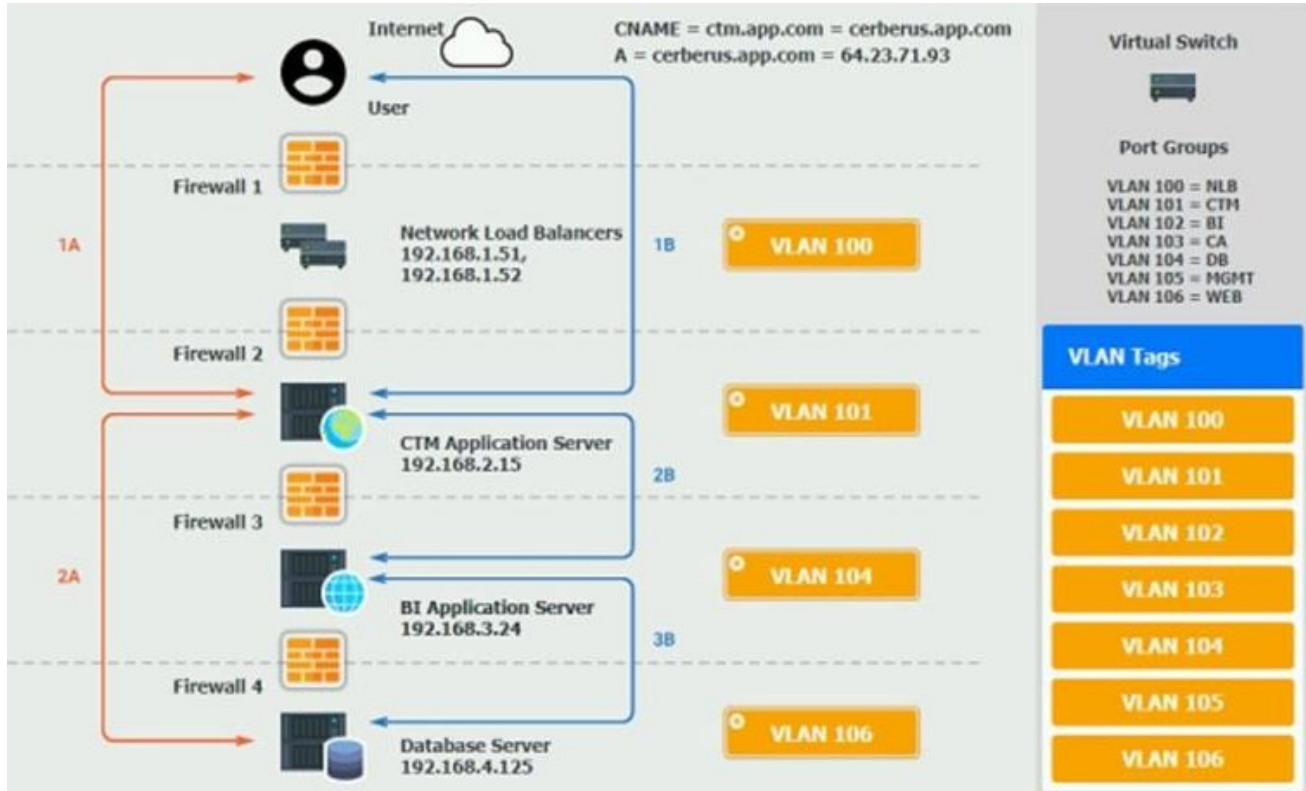 Internet
CNAME = ctm.app.com = cerberus.app.com
A = cerberus.app.com = 64.23.71.93
User
Firewall 1
1A
Network Load Balancers
192.168.1.51,
192.168.1.52
1B
VLAN 100
Firewall 2
VLAN 101
CTM Application Server
192.168.2.15
2B
Firewall 3
2A
VLAN 104
BI Application Server
192.168.3.24
3B
Firewall 4
VLAN 106
Database Server
192.168.4.125
Virtual Switch
Port Groups
VLAN 100 = NLB
VLAN 101 = CTM
VLAN 102 = BI
VLAN 103 = CA
VLAN 104 = DB
VLAN 105 = MGMT
VLAN 106 = WEB
VLAN Tags
VLAN 100
VLAN 101
VLAN 102
VLAN 103
VLAN 104
VLAN 105
VLAN 106